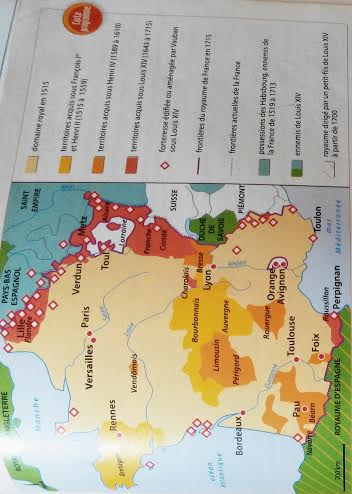 Carte
programme
domaine royal en 1515
territoires acquis sous François Ier
et Henri II (1515 à 1559)
territoires acquis sous Henri IV (1589 à 1610)
territoires acquis sous Louis XIV (1643 à 1715)
forteresse édifiée ou aménagée par Vauban
sous Louis XIV
frontières du royaume de France en 1715
frontières actuelles de la France
possessions des Habsbourg, ennemis de
la France de 1519 à 1713
ennemis de Louis XIV
royaume dirigé par un petit-fils de Louis XIV
à partir de 1700
ANGLETERRE
Manche
PAYS-BAS
ESPAGNOL
SAINT
EMPIRE
Lille
Flandre
Verdun
Metz
Toul
Lorraine
Paris
Versailles
Seine
Rennes
Vendômois
Loire
Franche-
Comté
SUISSE
Charolais
Bresse
DUCHÉ
DE
SAVOIE
PIÉMONT
Lyon
Bourbonnais
Auvergne
Limousin
Périgord
océan
Atlantique
Bordeaux
Garonne
Rouergue
Rhône
Orange
Avignon
Toulouse
Toulon
mer
Méditerranée
Pau
Béarn
Foix
Roussillon
Perpignan
ROYAUME D'ESPAGNE